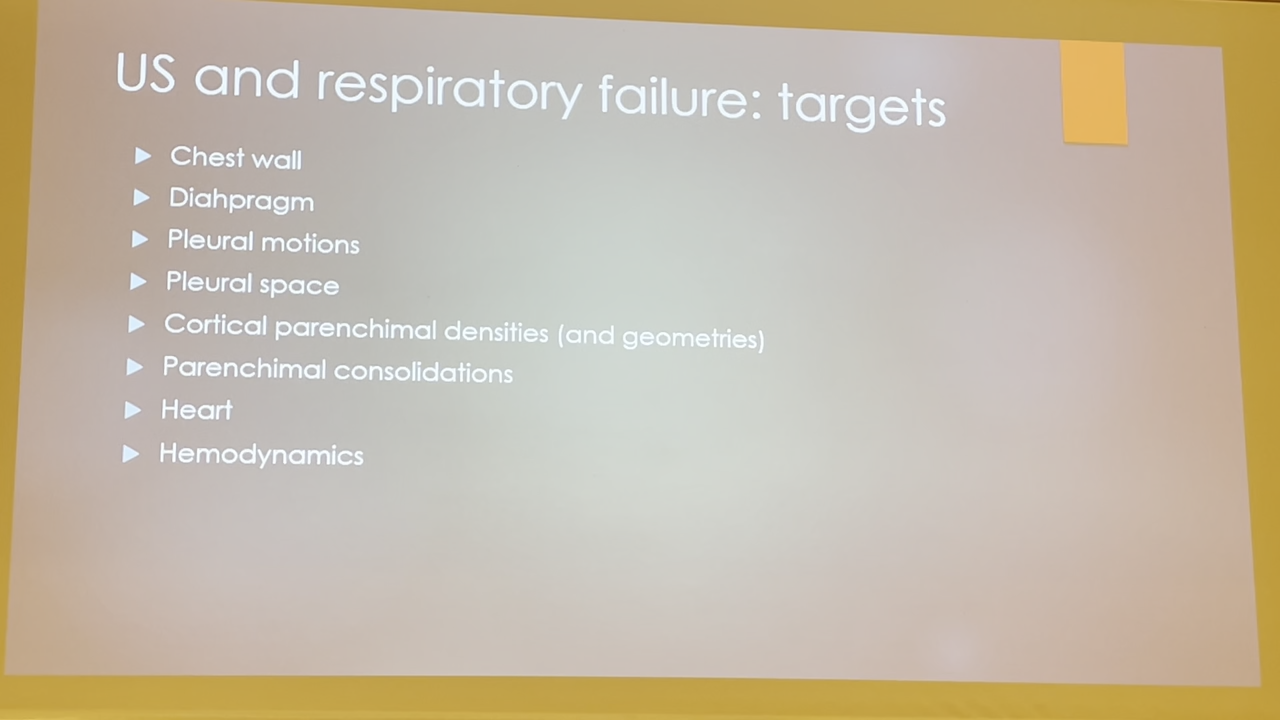 US and respiratory failure: targets
Chest wall
Diahpragm
Pleural motions
Pleural space
Cortical parenchimal densities (and geometries)
Parenchimal consolidations
Heart
Hemodynamics